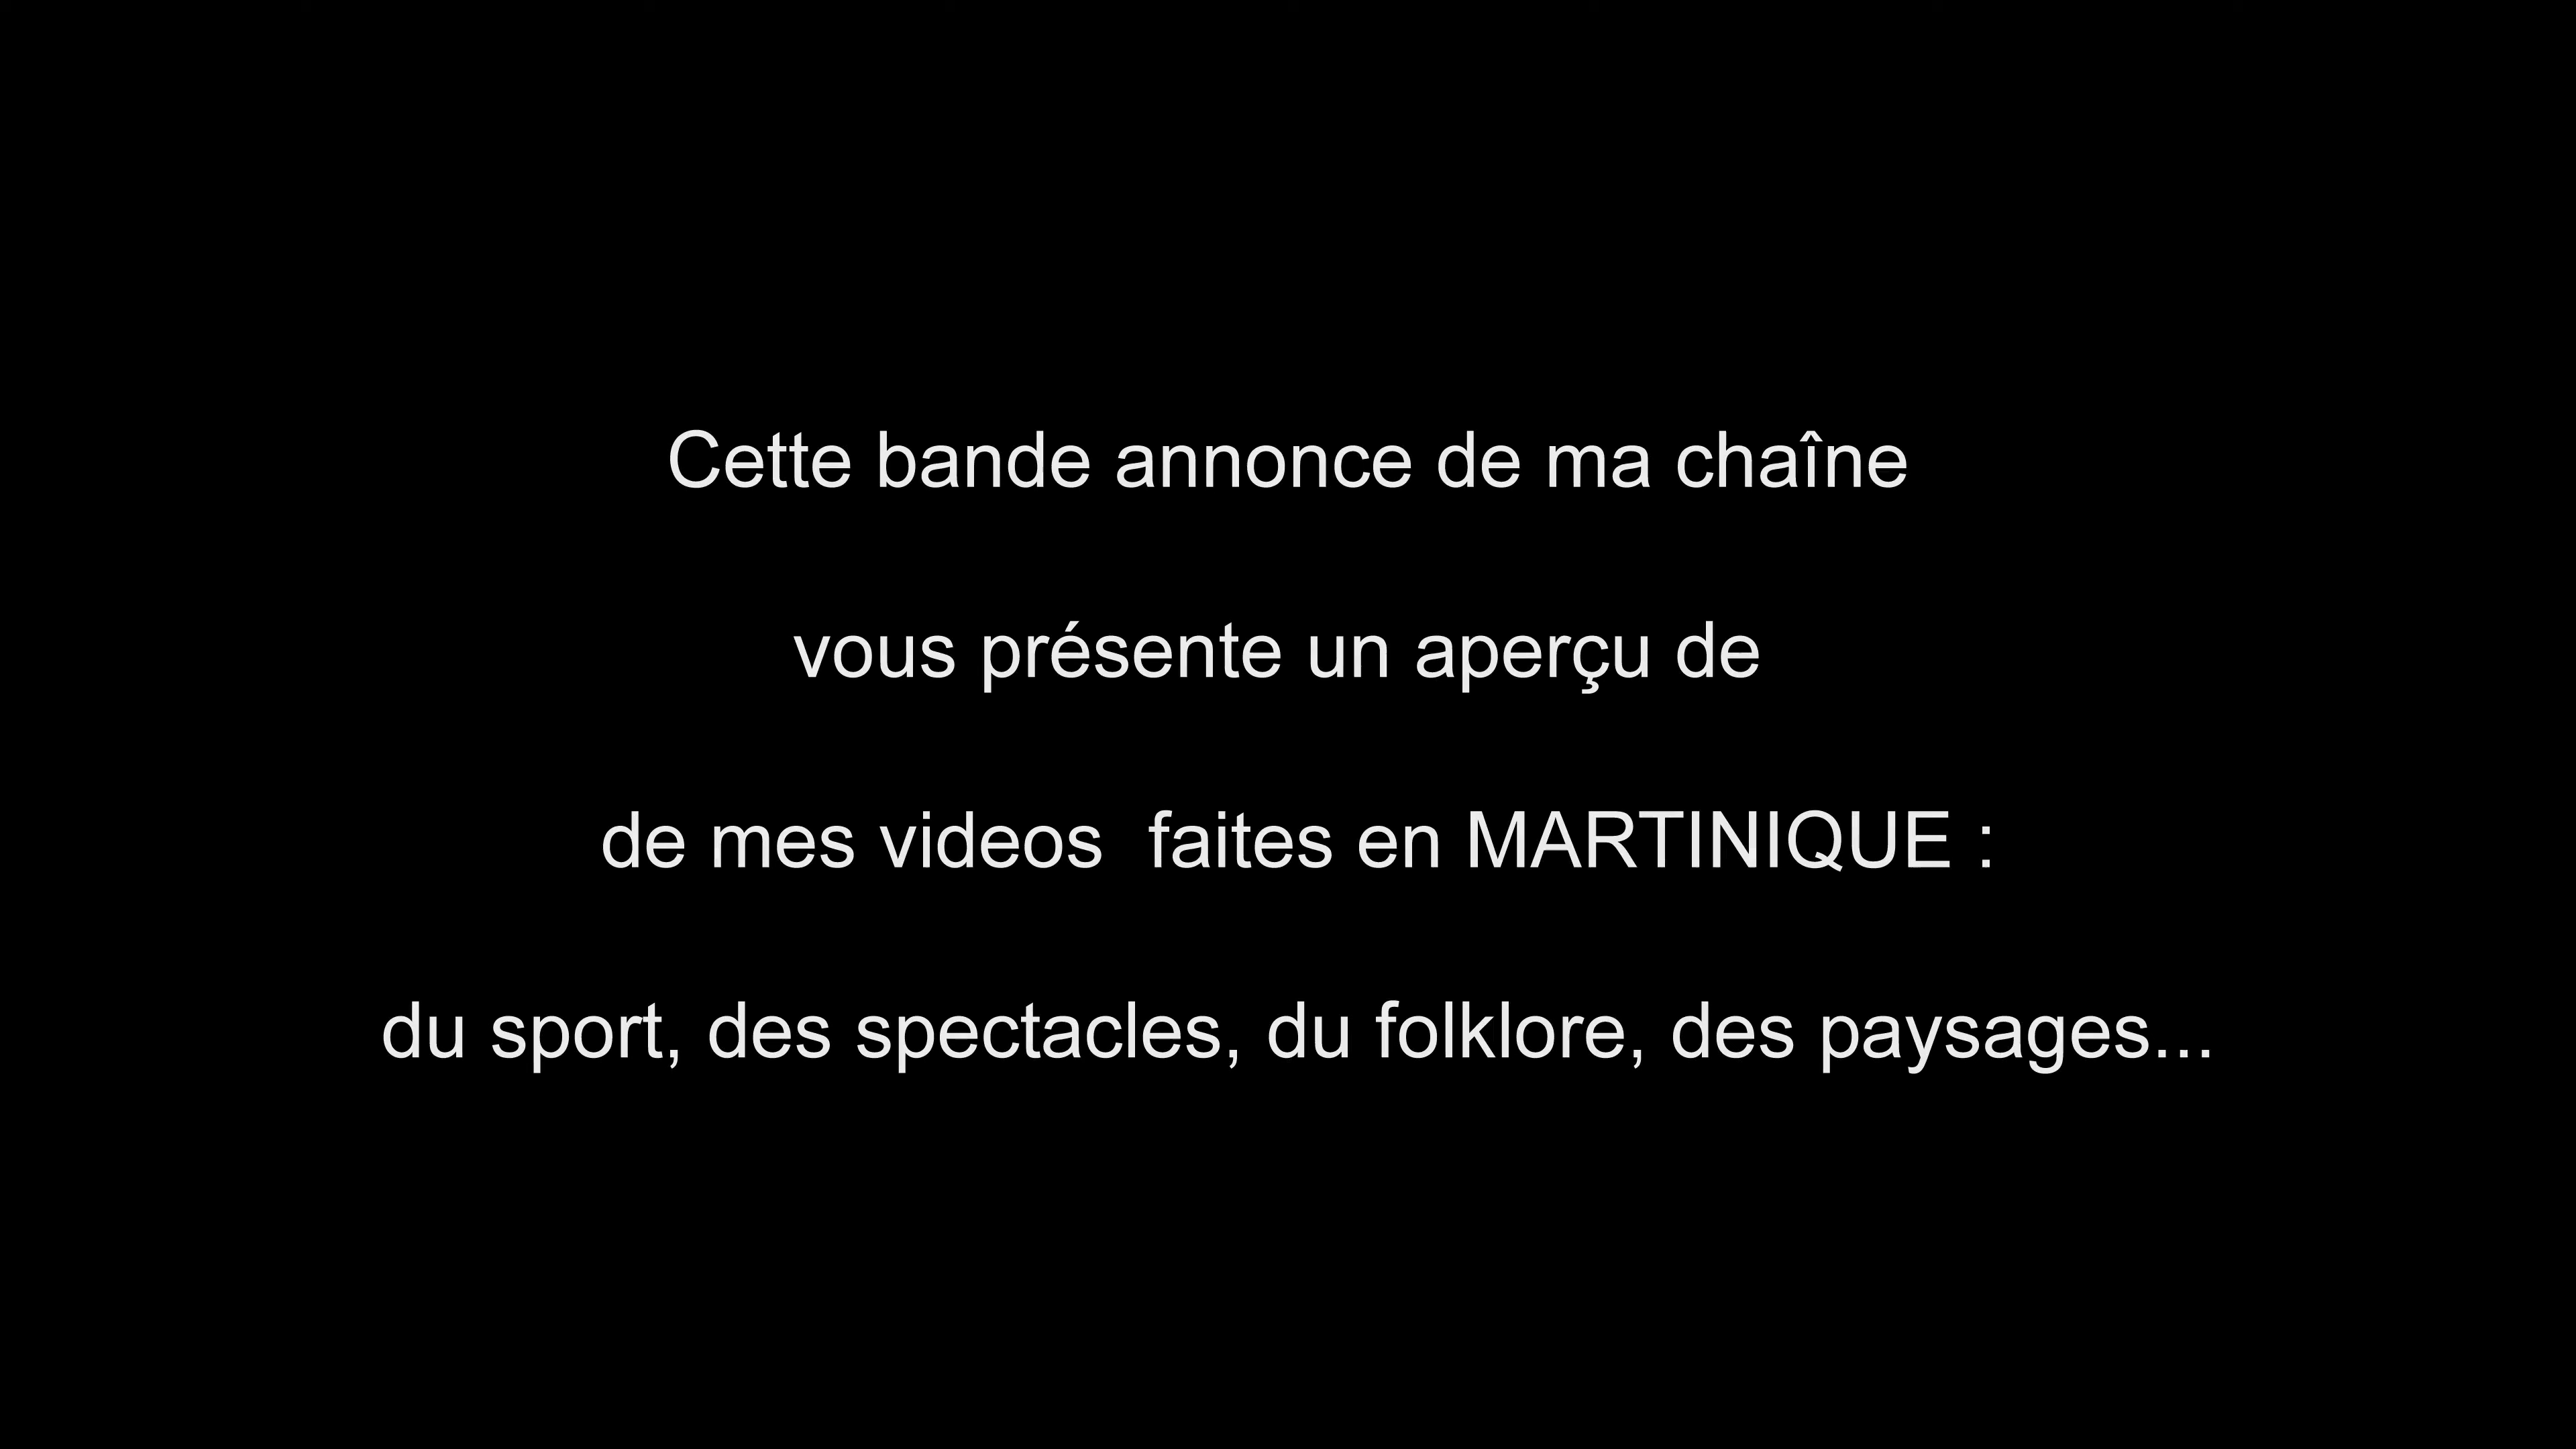 Cette bande annonce de ma chaîne
vous présente un aperçu de
de mes videos  faites en MARTINIQUE :
du sport, des spectacles, du folklore, des paysages...